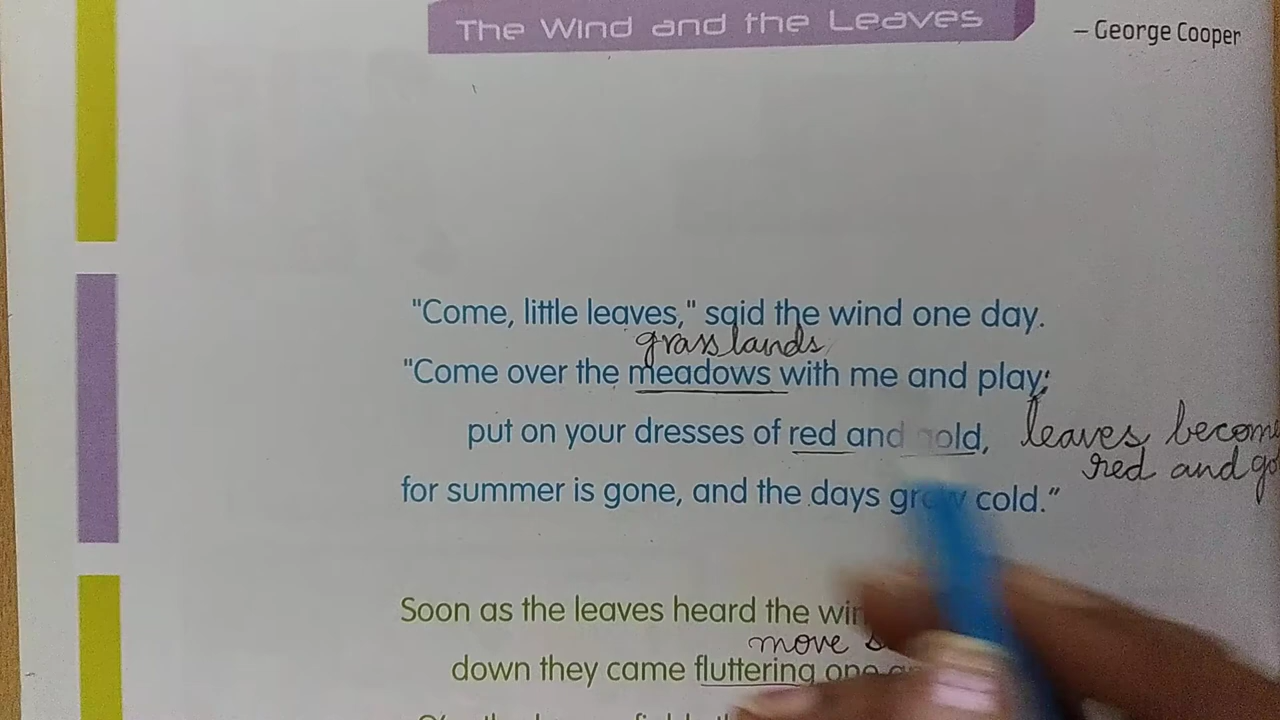 The Wind and the Leaves
– George Cooper
"Come, little leaves," said the wind one day.
grasslands
"Come over the meadows with me and play;
put on your dresses of red and gold,
leaves become
red and go
for summer is gone, and the days grow cold."
Soon as the leaves heard the
move
down they came fluttering one